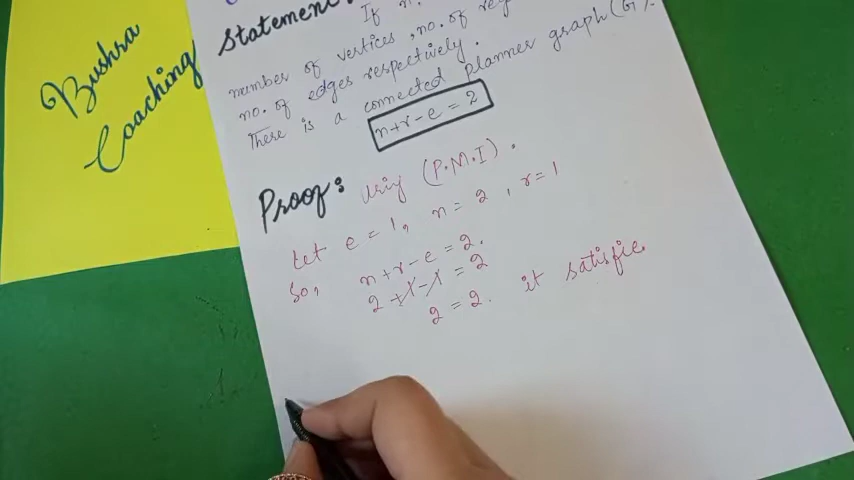 Bushra
Coaching
Statement:
If n.
number of vertices, no. of reg
no. of edges respectively.
There is a connected planner graph (G).
n+r-e = 2
Proof: Using (P.M.I).
Let e = 1, n = 2, r = 1
So, n+r-e = 2.
2 + 1 - 1 = 2
2 = 2. it satisfie.